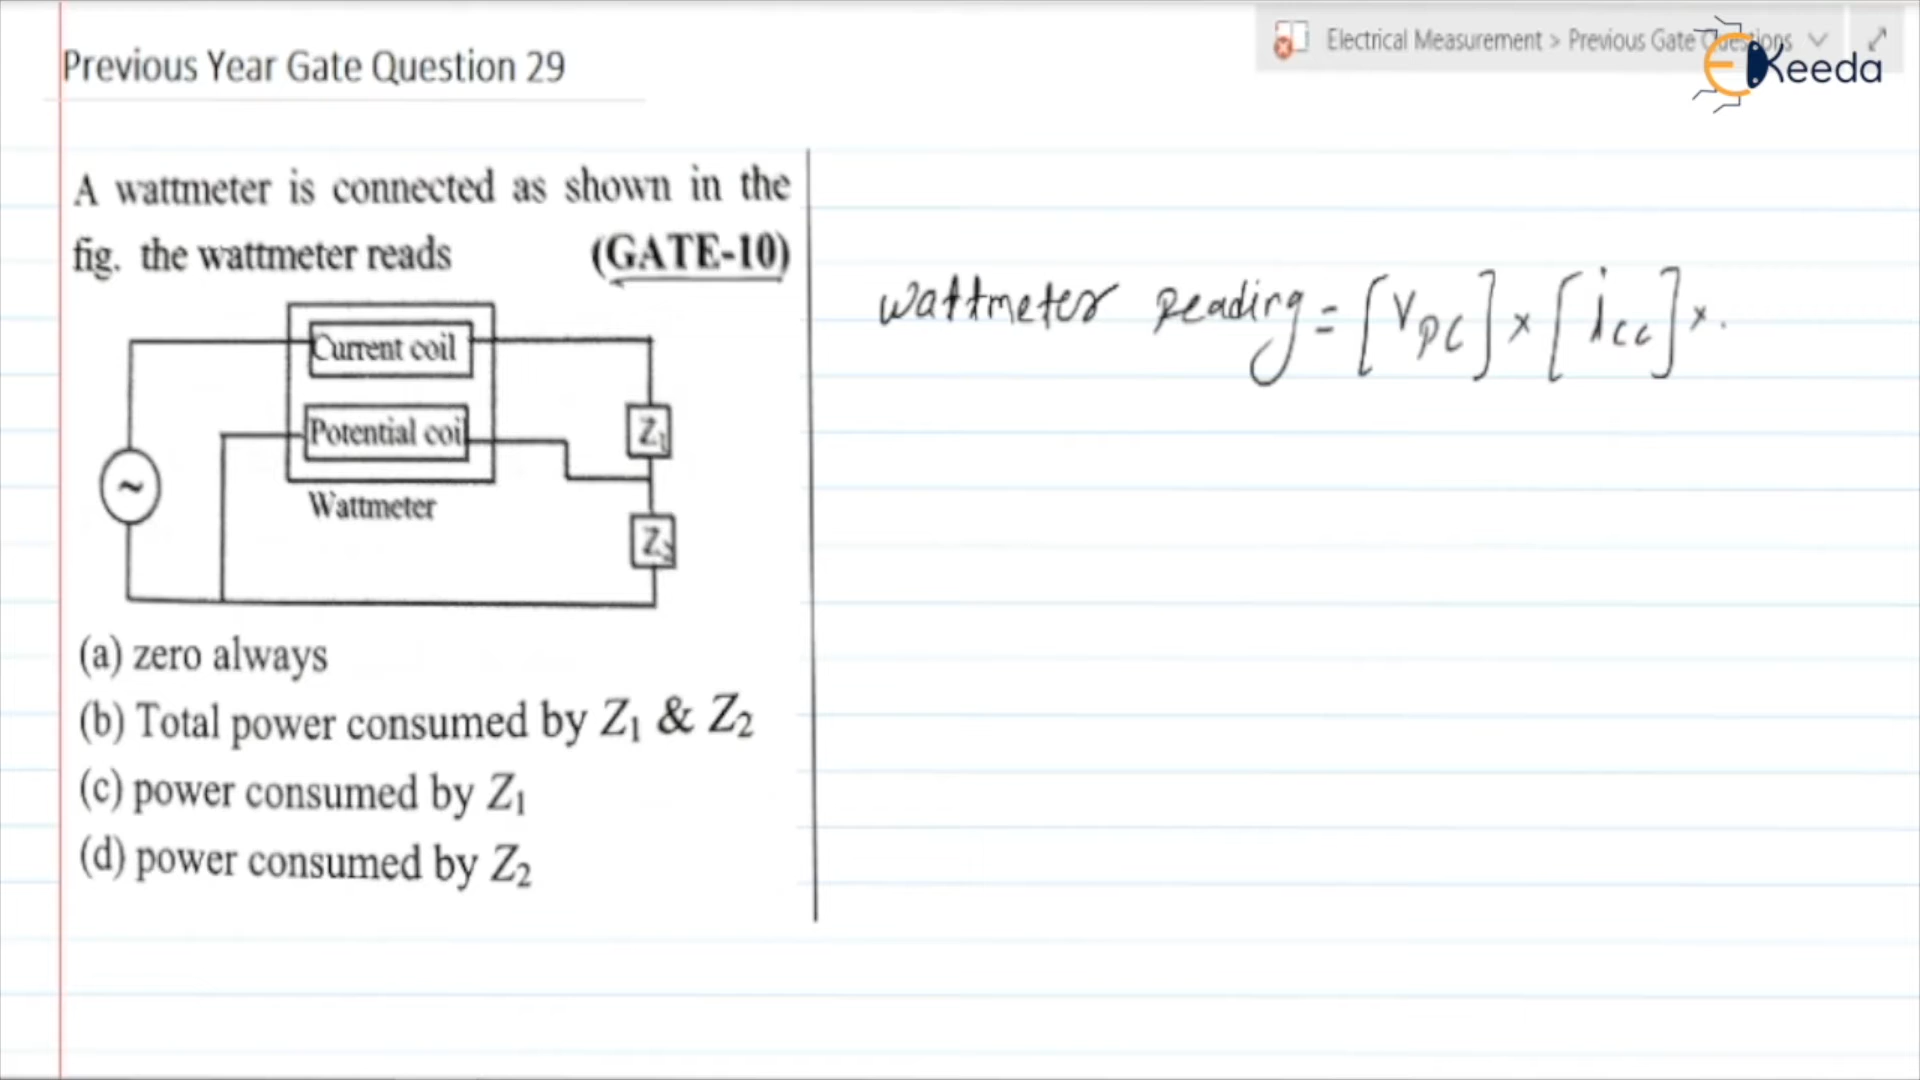 Previous Year Gate Question 29
Electrical Measurement > Previous Gate Questions
Keeda
A wattmeter is connected as shown in the
fig. the wattmeter reads (GATE-10)
Current coil
Potential coil
Wattmeter
~
Z1
Z2
(a) zero always
(b) Total power consumed by Z1 & Z2
(c) power consumed by Z1
(d) power consumed by Z2
wattmeter Reading = [VPC] × [iCC] × .